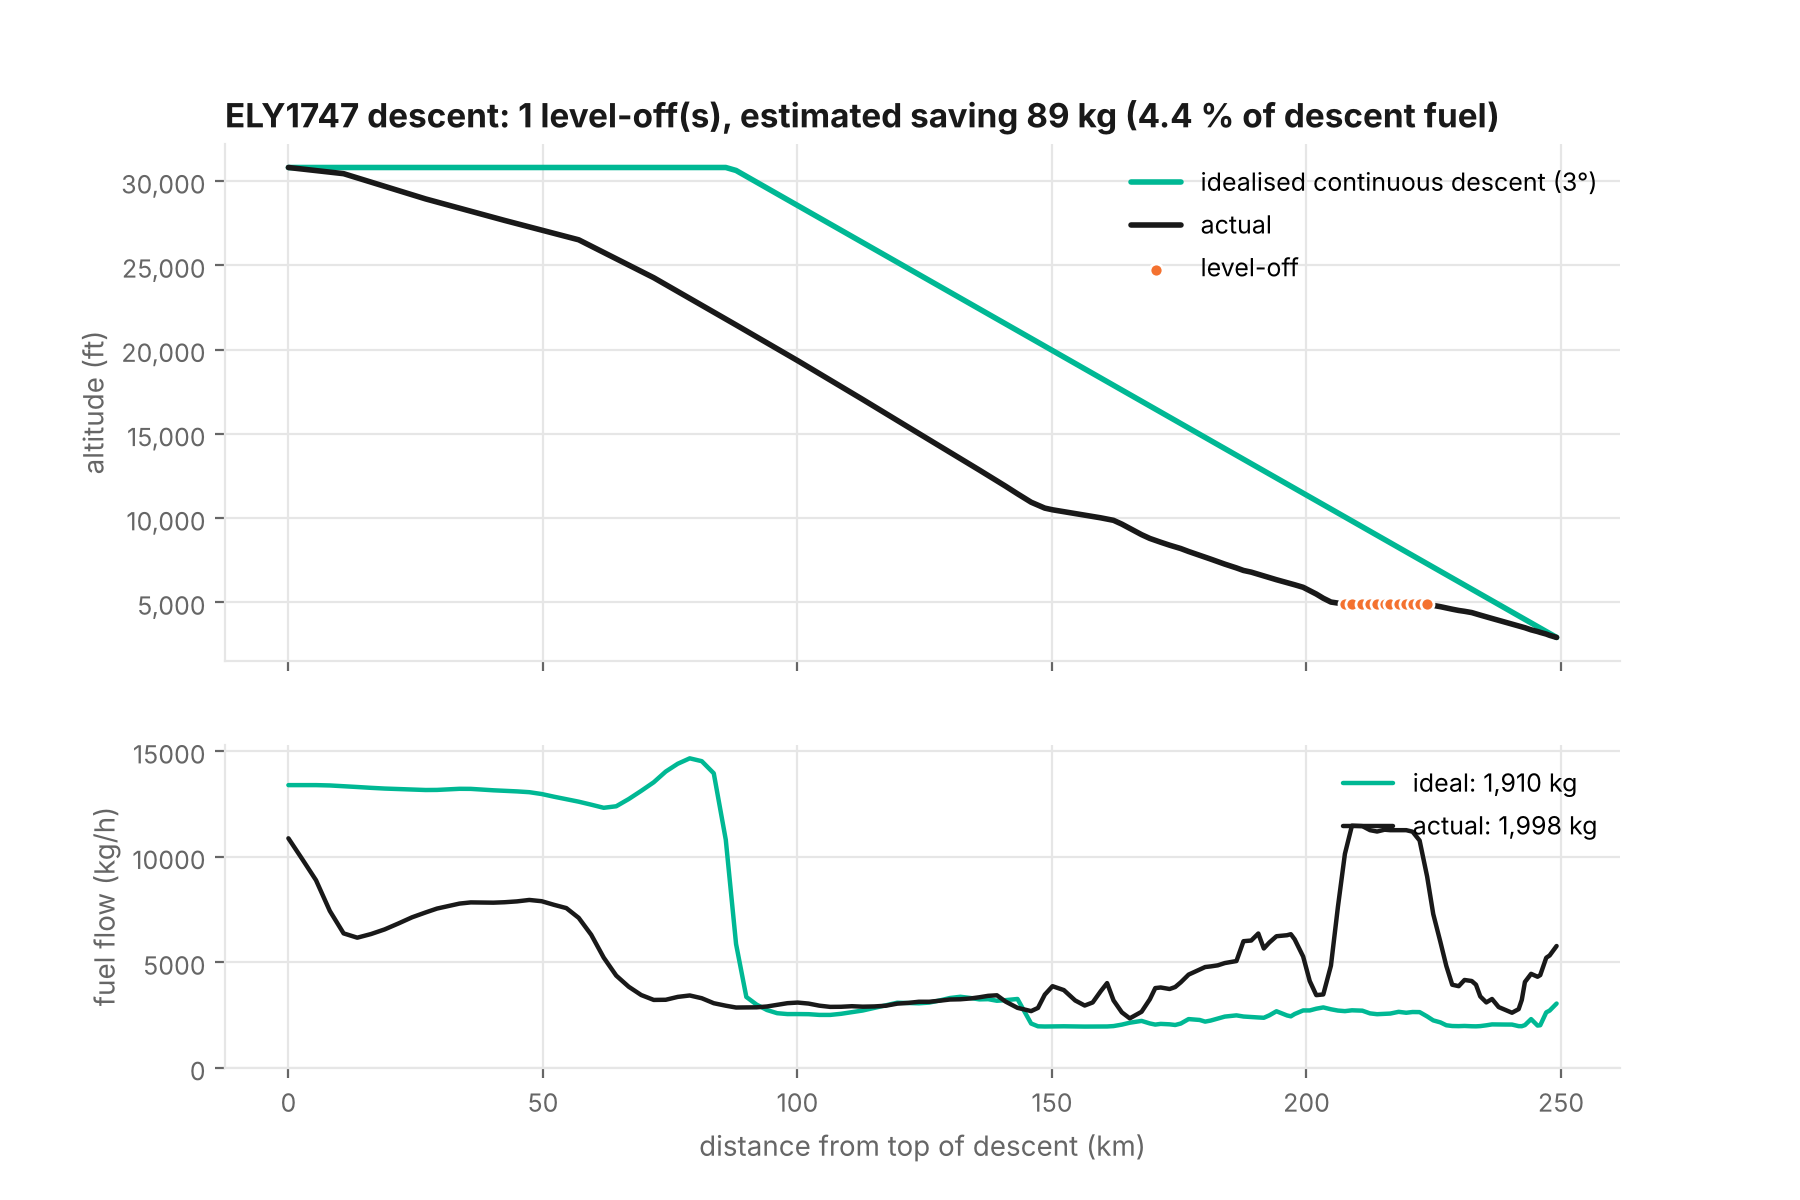 ELY1747 descent: 1 level-off(s), estimated saving 89 kg (4.4 % of descent fuel)
idealised continuous descent (3°)
actual
level-off
altitude (ft)
30,000
25,000
20,000
15,000
10,000
5,000
ideal: 1,910 kg
actual: 1,998 kg
fuel flow (kg/h)
15000
10000
5000
0
0 50 100 150 200 250
distance from top of descent (km)